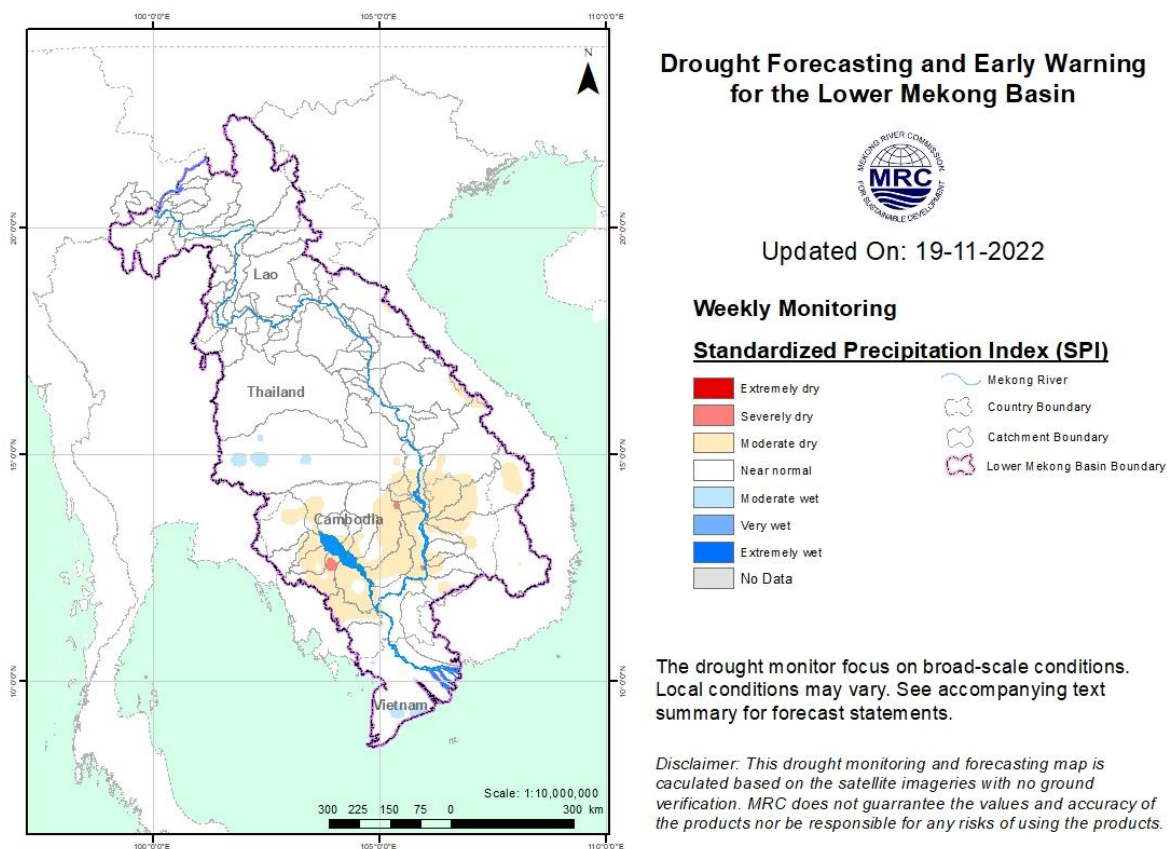 100°0'0"E 105°0'0"E 110°0'0"E
N
20°0'0"N 20°0'0"N
Lao
Thailand
15°0'0"N 15°0'0"N
Cambodia
10°0'0"N 10°0'0"N
Vietnam
Scale: 1:10,000,000
300 225 150 75 0 300 km
100°0'0"E 105°0'0"E 110°0'0"E
Drought Forecasting and Early Warning
for the Lower Mekong Basin
MEKONG RIVER COMMISSION
MRC
FOR SUSTAINABLE DEVELOPMENT
Updated On: 19-11-2022
Weekly Monitoring
Standardized Precipitation Index (SPI)
Extremely dry
Severely dry
Moderate dry
Near normal
Moderate wet
Very wet
Extremely wet
No Data
Mekong River
Country Boundary
Catchment Boundary
Lower Mekong Basin Boundary
The drought monitor focus on broad-scale conditions.
Local conditions may vary. See accompanying text
summary for forecast statements.
Disclaimer: This drought monitoring and forecasting map is
caculated based on the satellite imageries with no ground
verification. MRC does not guarrantee the values and accuracy of
the products nor be responsible for any risks of using the products.